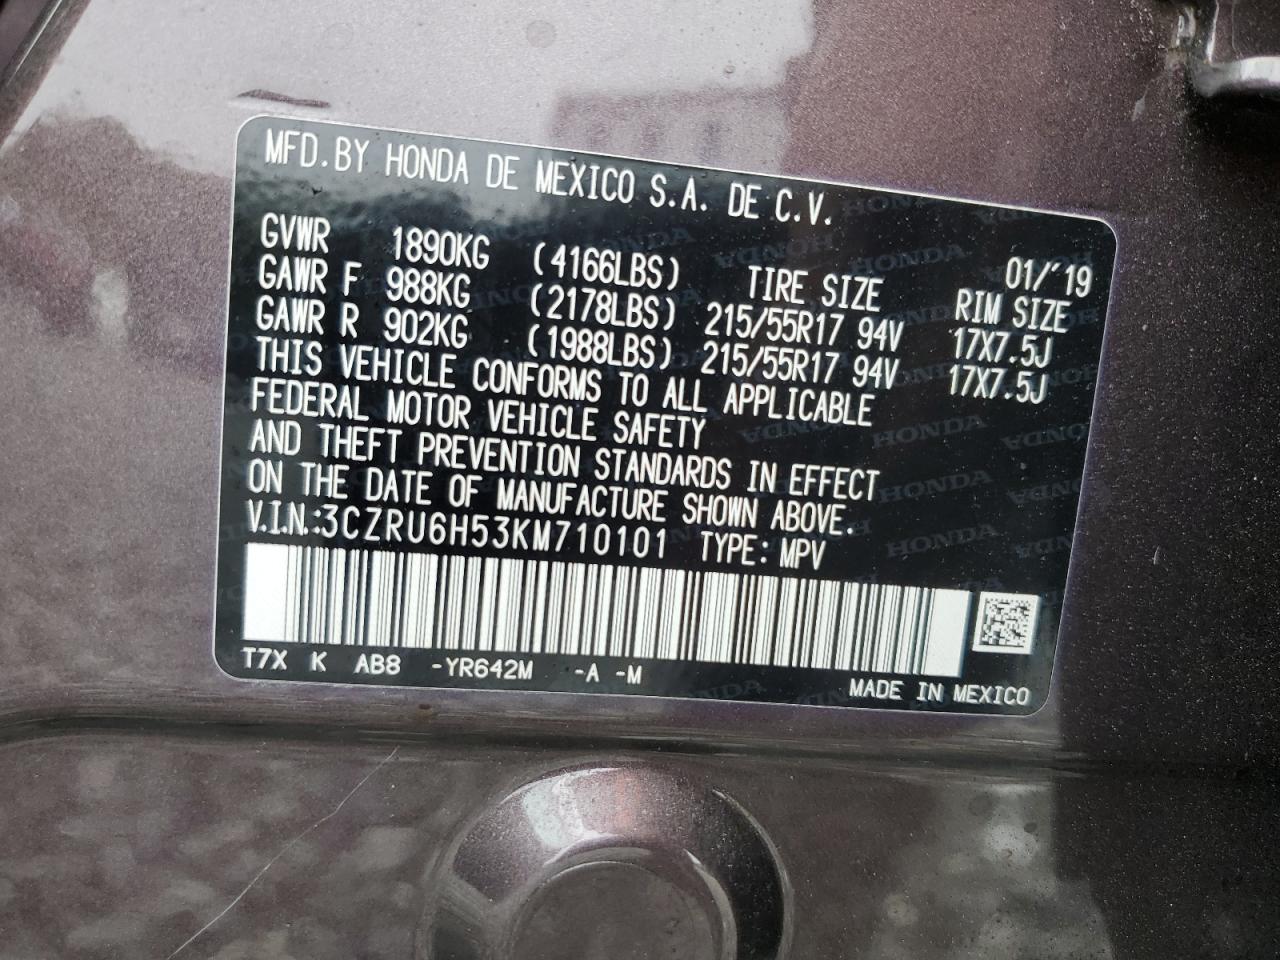 MFD.BY HONDA DE MEXICO S.A. DE C.V.
01/'19
GVWR 1890KG (4166LBS) TIRE SIZE RIM SIZE
GAWR F 988KG (2178LBS) 215/55R17 94V 17X7.5J
GAWR R 902KG (1988LBS) 215/55R17 94V 17X7.5J
THIS VEHICLE CONFORMS TO ALL APPLICABLE
FEDERAL MOTOR VEHICLE SAFETY
AND THEFT PREVENTION STANDARDS IN EFFECT
ON THE DATE OF MANUFACTURE SHOWN ABOVE.
V.I.N.:3CZRU6H53KM710101 TYPE: MPV
T7X K AB8 -YR642M -A -M
MADE IN MEXICO